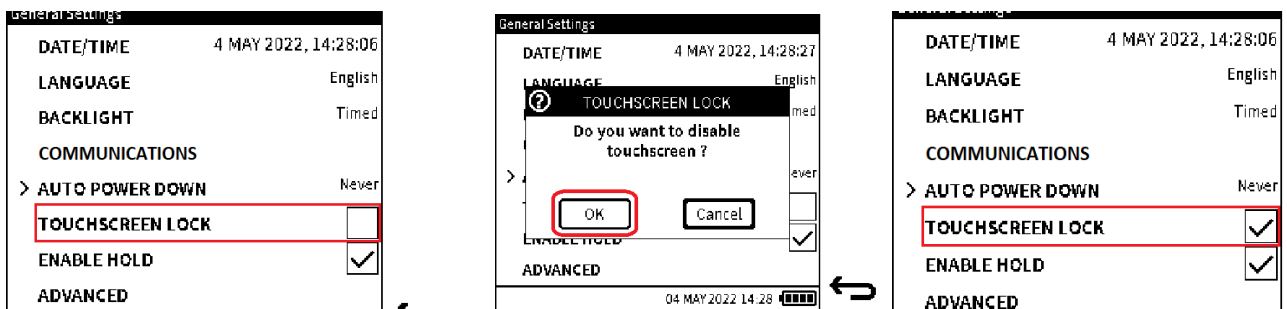 General Settings
DATE/TIME 4 MAY 2022, 14:28:06
LANGUAGE English
BACKLIGHT Timed
COMMUNICATIONS
> AUTO POWER DOWN Never
TOUCHSCREEN LOCK
ENABLE HOLD
ADVANCED
General Settings
DATE/TIME 4 MAY 2022, 14:28:27
LANGUAGE English
TOUCHSCREEN LOCK
med
Do you want to disable
touchscreen ?
> ever
OK Cancel
ENABLE HOLD
ADVANCED
04 MAY 2022 14:28
General Settings
DATE/TIME 4 MAY 2022, 14:28:06
LANGUAGE English
BACKLIGHT Timed
COMMUNICATIONS
> AUTO POWER DOWN Never
TOUCHSCREEN LOCK
ENABLE HOLD
ADVANCED